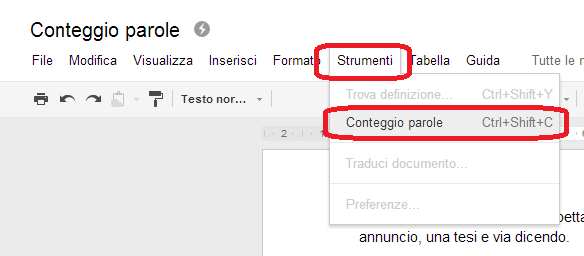 Conteggio parole
File Modifica Visualizza Inserisci Formato Strumenti Tabella Guida Tutte le
Testo nor...
Trova definizione... Ctrl+Shift+Y
Conteggio parole Ctrl+Shift+C
2 1
Traduci documento...
Preferenze...
annuncio, una tesi e via dicendo.